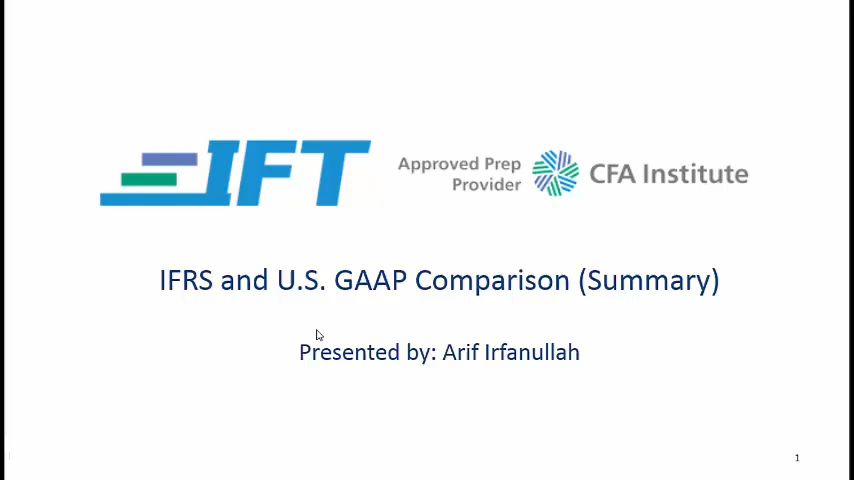 IFT
Approved Prep
Provider
CFA Institute
IFRS and U.S. GAAP Comparison (Summary)
Presented by: Arif Irfanullah
1